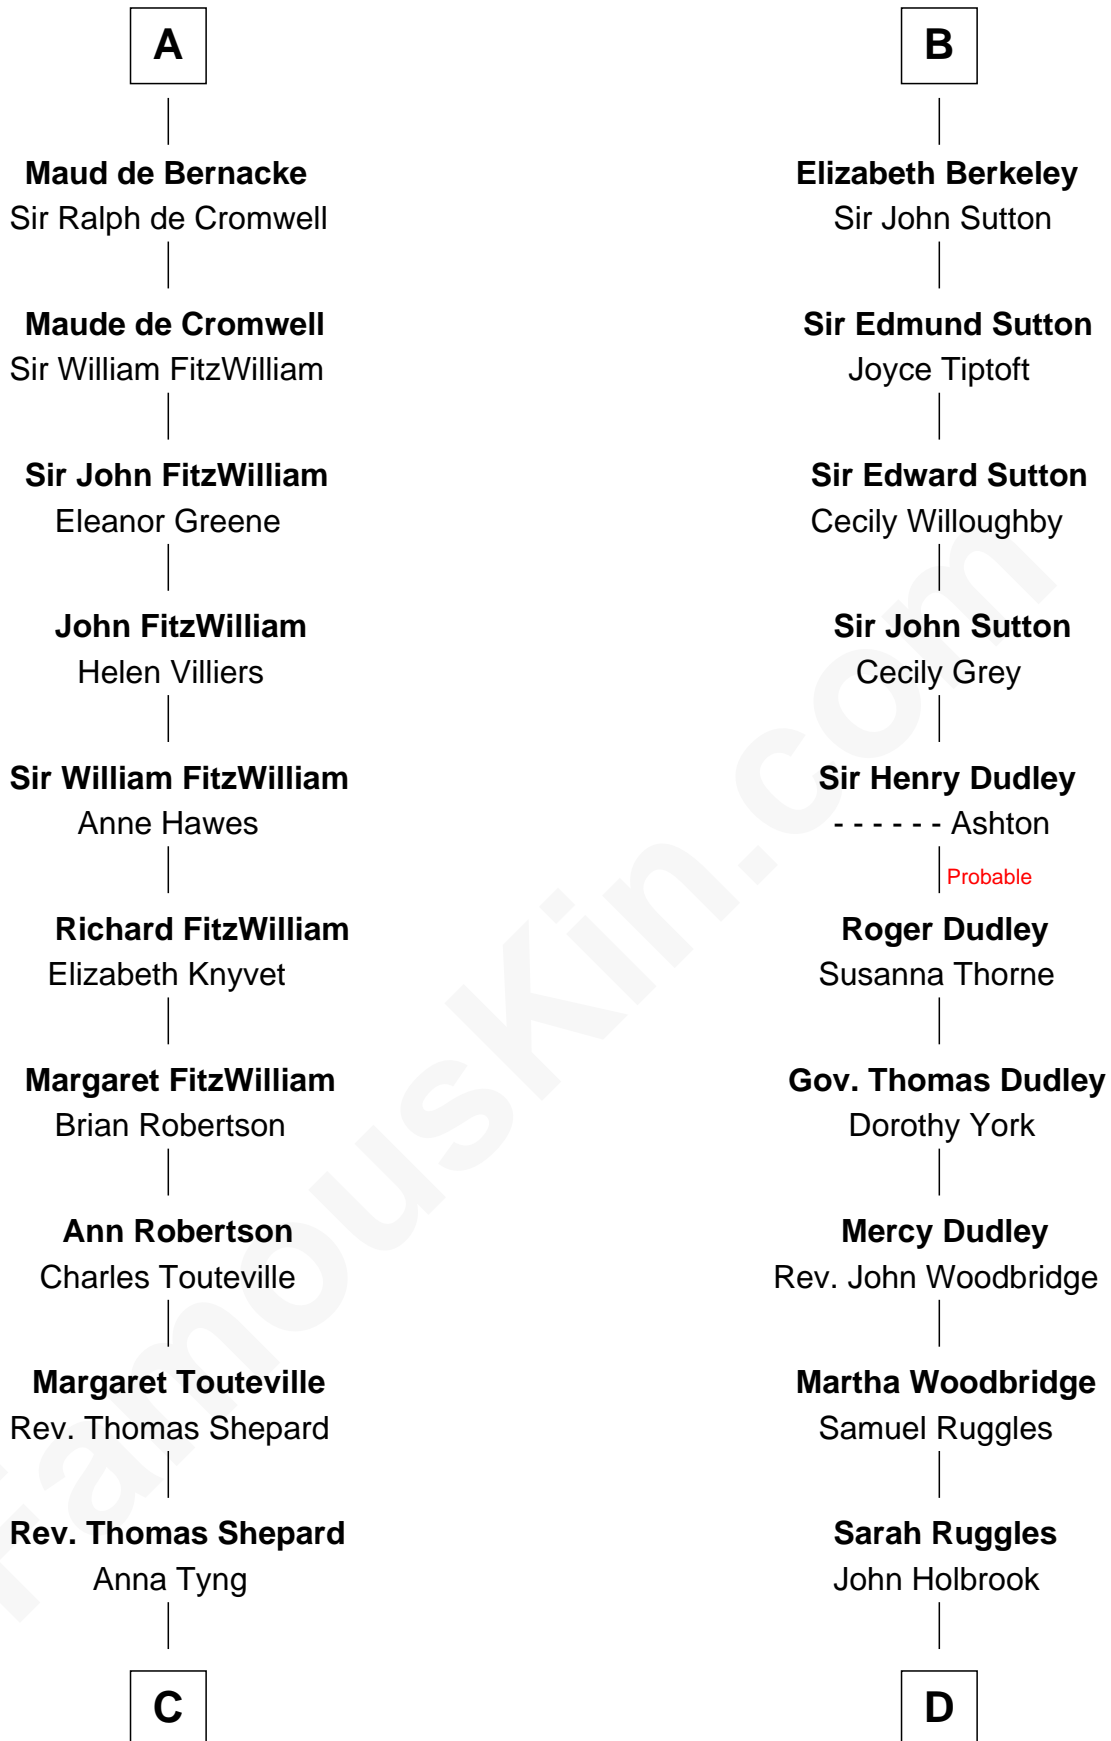 A
Maud de Bernacke
Sir Ralph de Cromwell
Maude de Cromwell
Sir William FitzWilliam
Sir John FitzWilliam
Eleanor Greene
John FitzWilliam
Helen Villiers
Sir William FitzWilliam
Anne Hawes
Richard FitzWilliam
Elizabeth Knyvet
Margaret FitzWilliam
Brian Robertson
Ann Robertson
Charles Touteville
Margaret Touteville
Rev. Thomas Shepard
Rev. Thomas Shepard
Anna Tyng
C
B
Elizabeth Berkeley
Sir John Sutton
Sir Edmund Sutton
Joyce Tiptoft
Sir Edward Sutton
Cecily Willoughby
Sir John Sutton
Cecily Grey
Sir Henry Dudley
- - - - - - Ashton
Probable
Roger Dudley
Susanna Thorne
Gov. Thomas Dudley
Dorothy York
Mercy Dudley
Rev. John Woodbridge
Martha Woodbridge
Samuel Ruggles
Sarah Ruggles
John Holbrook
D
FamousKin.com